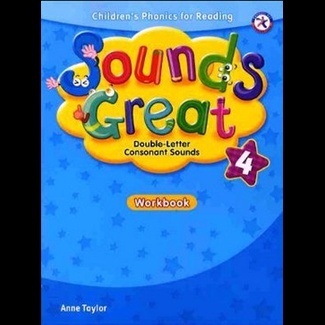 Children's Phonics for Reading
Sounds
Great
Double-Letter
Consonant Sounds
4
Workbook
Anne Taylor